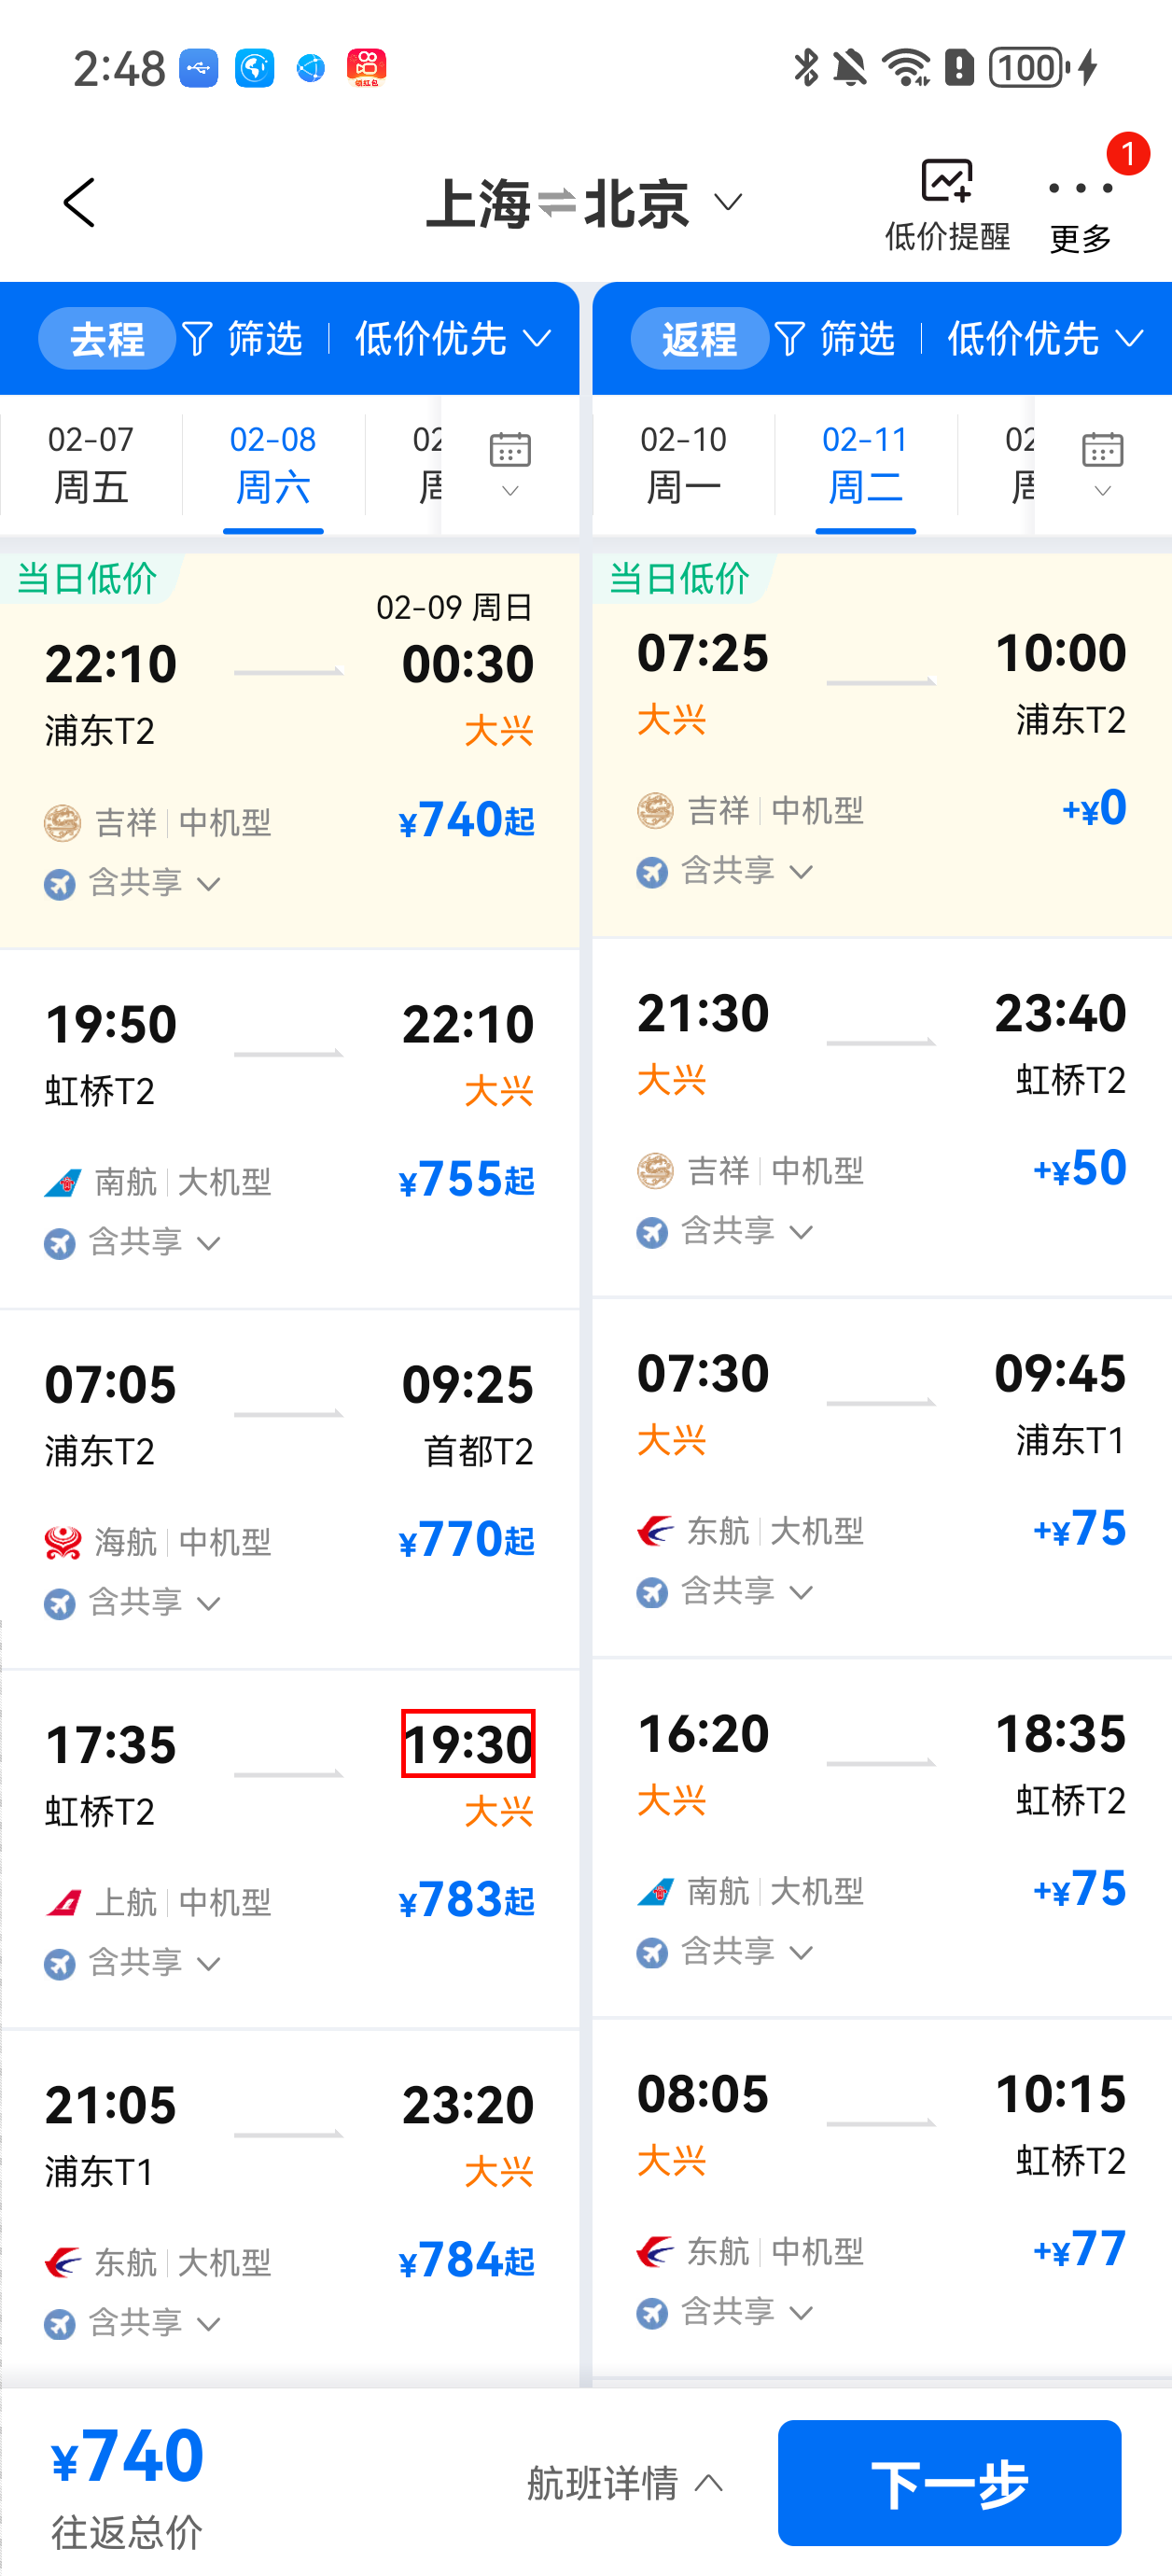 2:48
领红包
100
上海⇌北京
低价提醒
1
更多
去程 筛选 低价优先
返程 筛选 低价优先
02-07 周五
02-08 周六
02-10 周一
02-11 周二
当日低价
02-09 周日
22:10 00:30
浦东T2 大兴
吉祥 中机型 ¥740起
含共享
19:50 22:10
虹桥T2 大兴
南航 大机型 ¥755起
含共享
07:05 09:25
浦东T2 首都T2
海航 中机型 ¥770起
含共享
17:35 19:30
虹桥T2 大兴
上航 中机型 ¥783起
含共享
21:05 23:20
浦东T1 大兴
东航 大机型 ¥784起
含共享
当日低价
07:25 10:00
大兴 浦东T2
吉祥 中机型 +¥0
含共享
21:30 23:40
大兴 虹桥T2
吉祥 中机型 +¥50
含共享
07:30 09:45
大兴 浦东T1
东航 大机型 +¥75
含共享
16:20 18:35
大兴 虹桥T2
南航 大机型 +¥75
含共享
08:05 10:15
大兴 虹桥T2
东航 中机型 +¥77
含共享
¥740
往返总价
航班详情
下一步